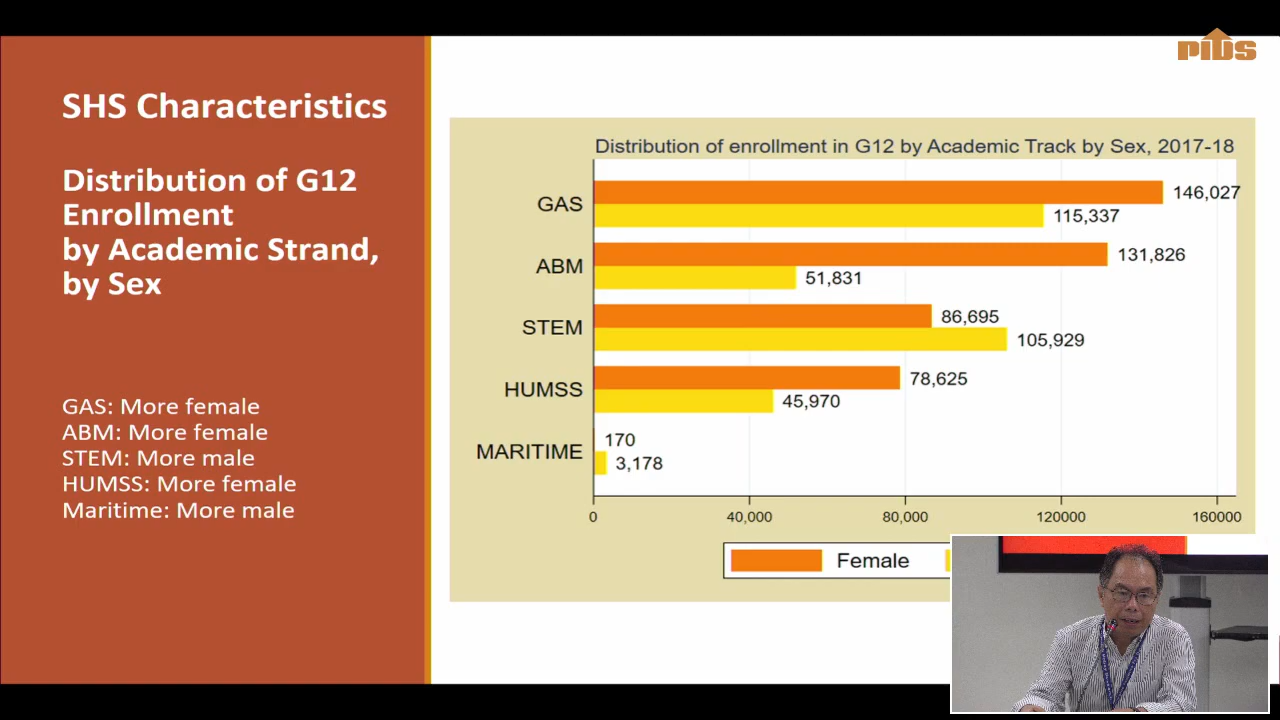 PIDS
SHS Characteristics
Distribution of G12
Enrollment
by Academic Strand,
by Sex
GAS: More female
ABM: More female
STEM: More male
HUMSS: More female
Maritime: More male
Distribution of enrollment in G12 by Academic Track by Sex, 2017-18
GAS
146,027
115,337
ABM
131,826
51,831
STEM
86,695
105,929
HUMSS
78,625
45,970
MARITIME
170
3,178
0
40,000
80,000
120000
160000
Female